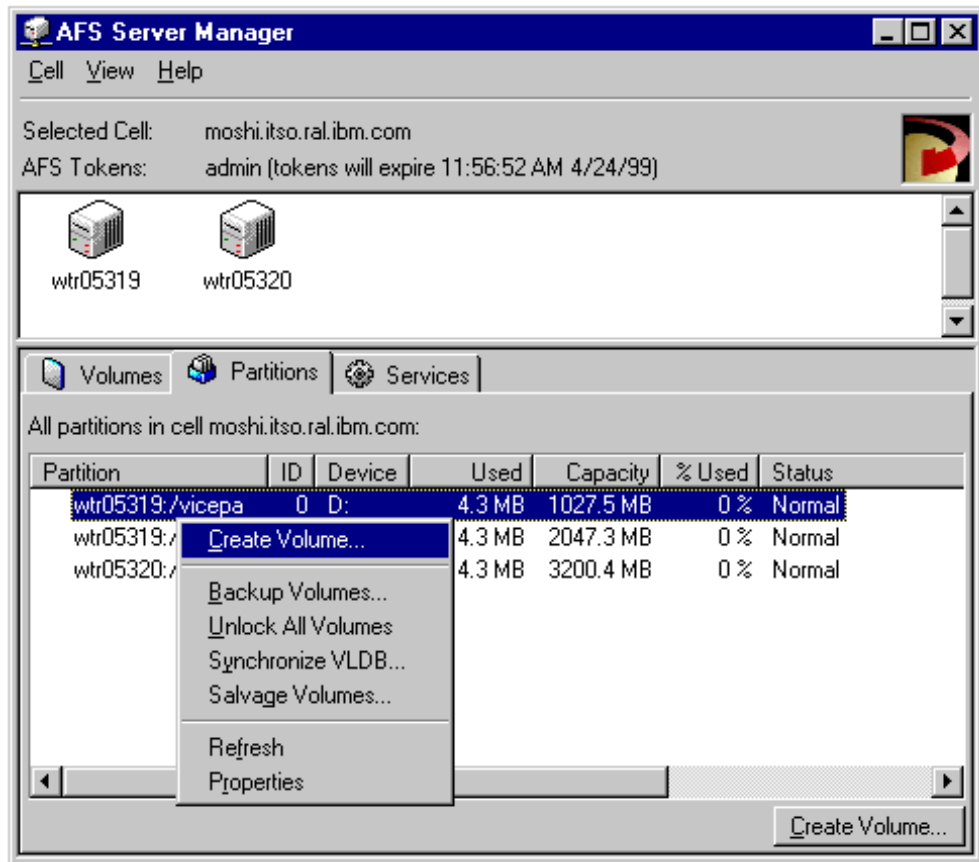 AFS Server Manager
Cell View Help
Selected Cell: moshi.itso.ral.ibm.com
AFS Tokens: admin (tokens will expire 11:56:52 AM 4/24/99)
wtr05319 wtr05320
Volumes Partitions Services
All partitions in cell moshi.itso.ral.ibm.com:
Partition ID Device Used Capacity % Used Status
wtr05319:/vicepa 0 D: 4.3 MB 1027.5 MB 0 % Normal
wtr05319:/ 4.3 MB 2047.3 MB 0 % Normal
wtr05320:/ 4.3 MB 3200.4 MB 0 % Normal
Create Volume...
Backup Volumes...
Unlock All Volumes
Synchronize VLDB...
Salvage Volumes...
Refresh
Properties
Create Volume...